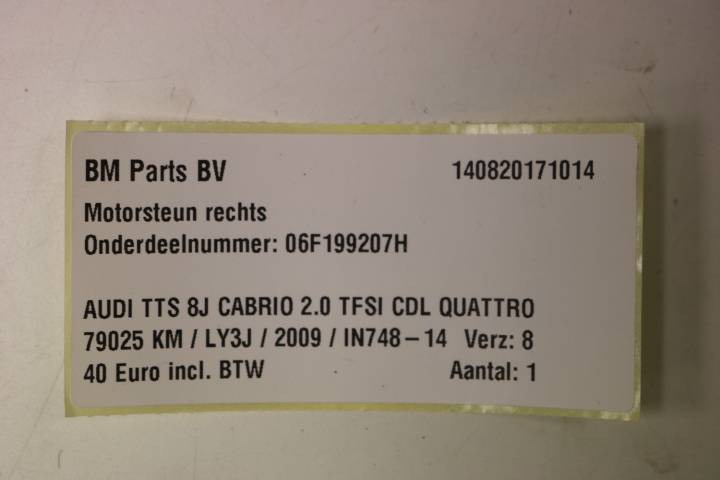 BM Parts BV 140820171014
Motorsteun rechts
Onderdeelnummer: 06F199207H
AUDI TTS 8J CABRIO 2.0 TFSI CDL QUATTRO
79025 KM / LY3J / 2009 / IN748-14 Verz: 8
40 Euro incl. BTW Aantal: 1